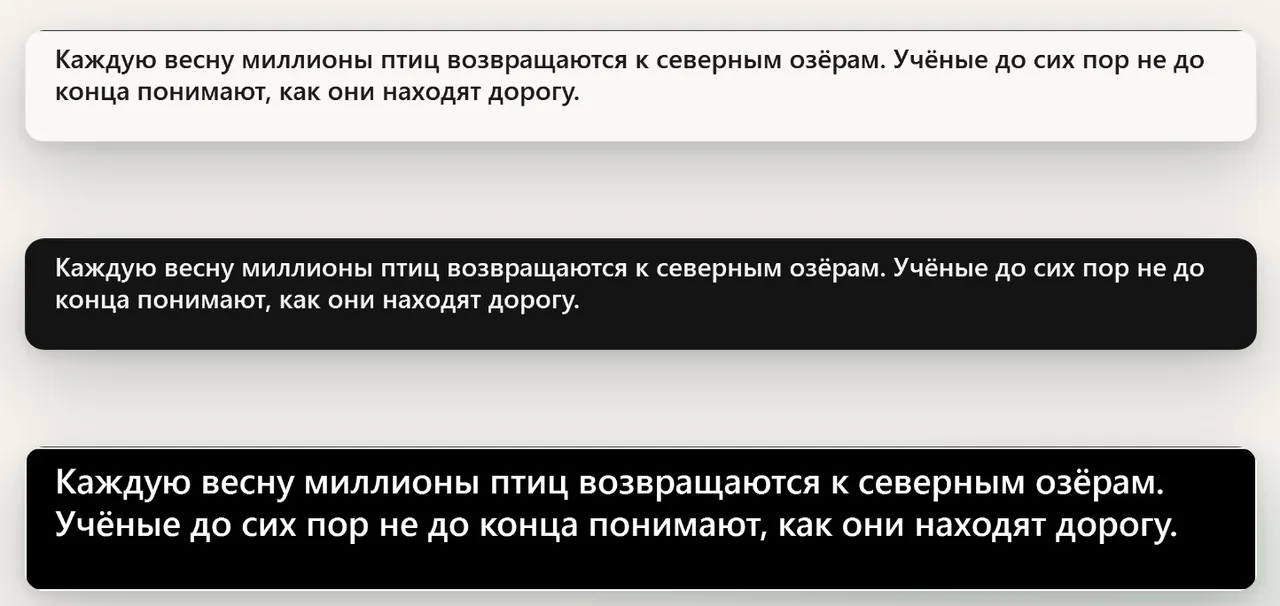 Каждую весну миллионы птиц возвращаются к северным озёрам. Учёные до сих пор не до
конца понимают, как они находят дорогу.
Каждую весну миллионы птиц возвращаются к северным озёрам. Учёные до сих пор не до
конца понимают, как они находят дорогу.
Каждую весну миллионы птиц возвращаются к северным озёрам.
Учёные до сих пор не до конца понимают, как они находят дорогу.